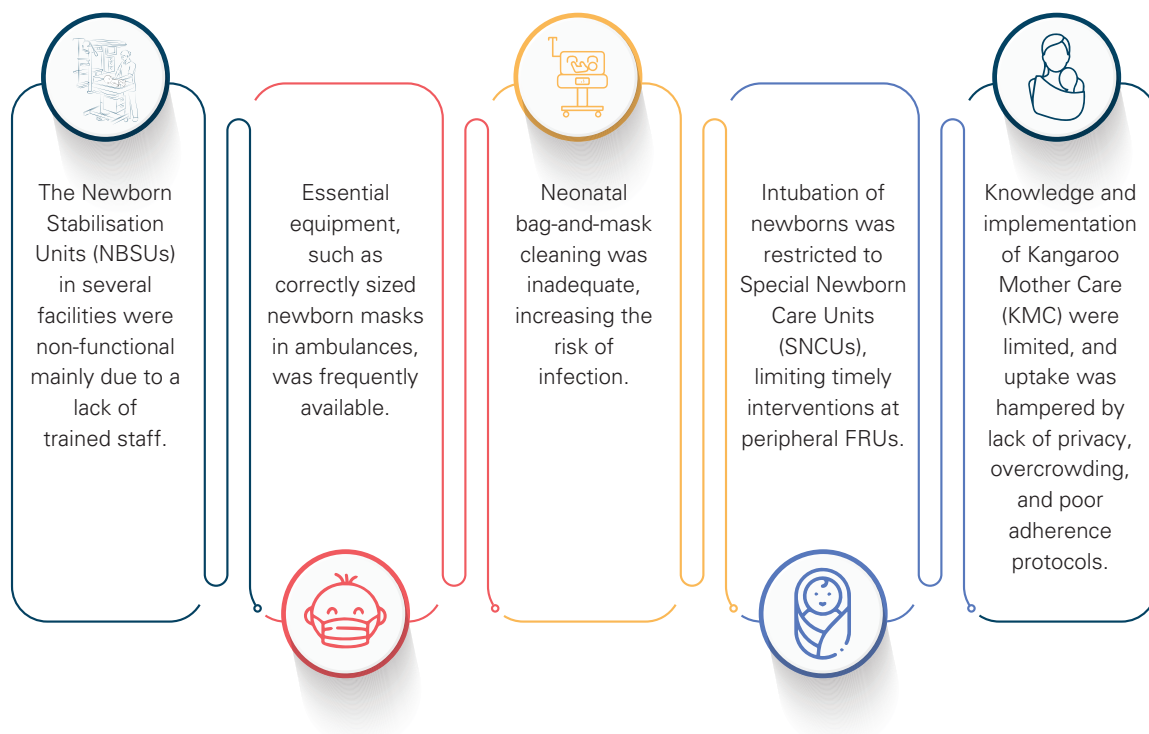 The Newborn
Stabilisation
Units (NBSUs)
in several
facilities were
non-functional
mainly due to a
lack of
trained staff.
Essential
equipment,
such as
correctly sized
newborn masks
in ambulances,
was frequently
available.
Neonatal
bag-and-mask
cleaning was
inadequate,
increasing the
risk of
infection.
Intubation of
newborns was
restricted to
Special Newborn
Care Units
(SNCUs),
limiting timely
interventions at
peripheral FRUs.
Knowledge and
implementation
of Kangaroo
Mother Care
(KMC) were
limited, and
uptake was
hampered by
lack of privacy,
overcrowding,
and poor
adherence
protocols.